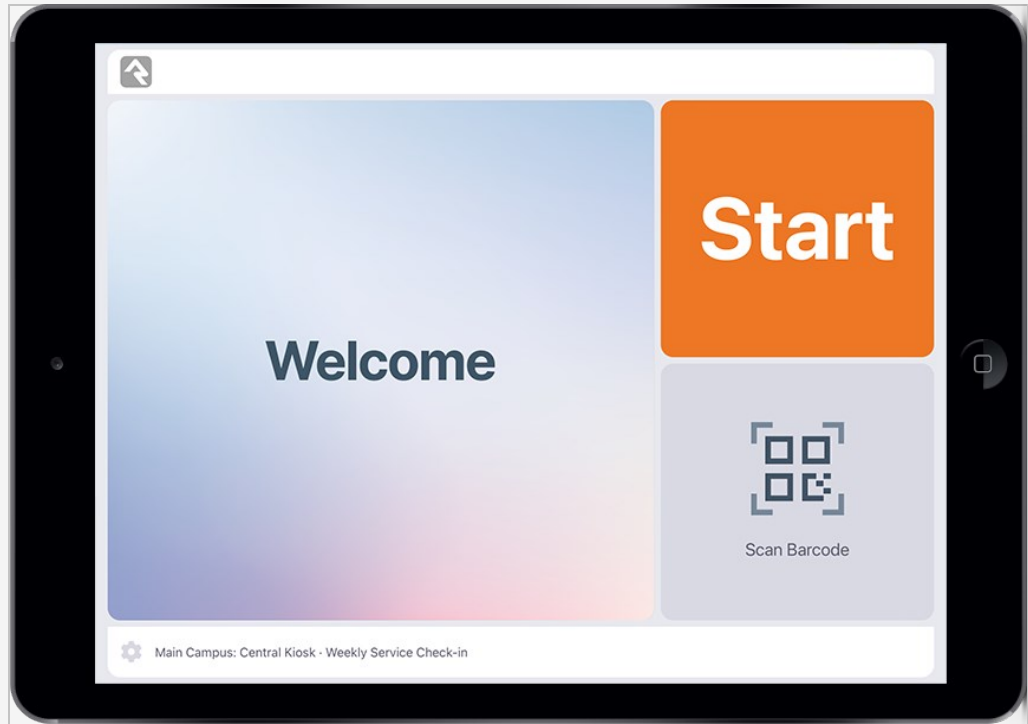 Welcome
Start
Scan Barcode
Main Campus: Central Kiosk - Weekly Service Check-in